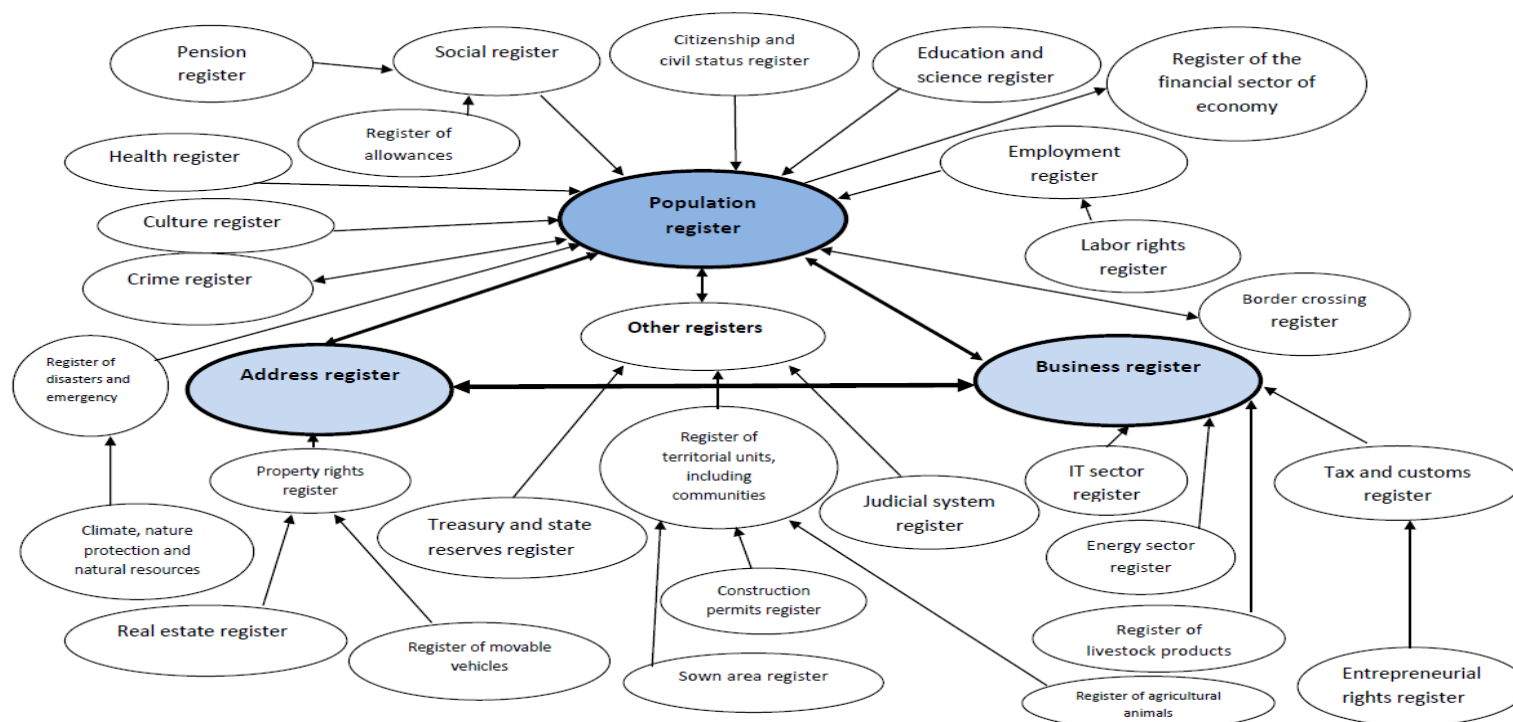 Pension
register
Social register
Citizenship and
civil status register
Education and
science register
Register of the
financial sector of
economy
Register of
allowances
Health register
Employment
register
Population
register
Culture register
Labor rights
register
Crime register
Border crossing
register
Other registers
Register of
disasters and
emergency
Address register
Business register
Property rights
register
Register of
territorial units,
including
communities
IT sector
register
Tax and customs
register
Climate, nature
protection and
natural resources
Treasury and state
reserves register
Judicial system
register
Energy sector
register
Construction
permits register
Real estate register
Register of movable
vehicles
Register of
livestock products
Sown area register
Entrepreneurial
rights register
Register of agricultural
animals